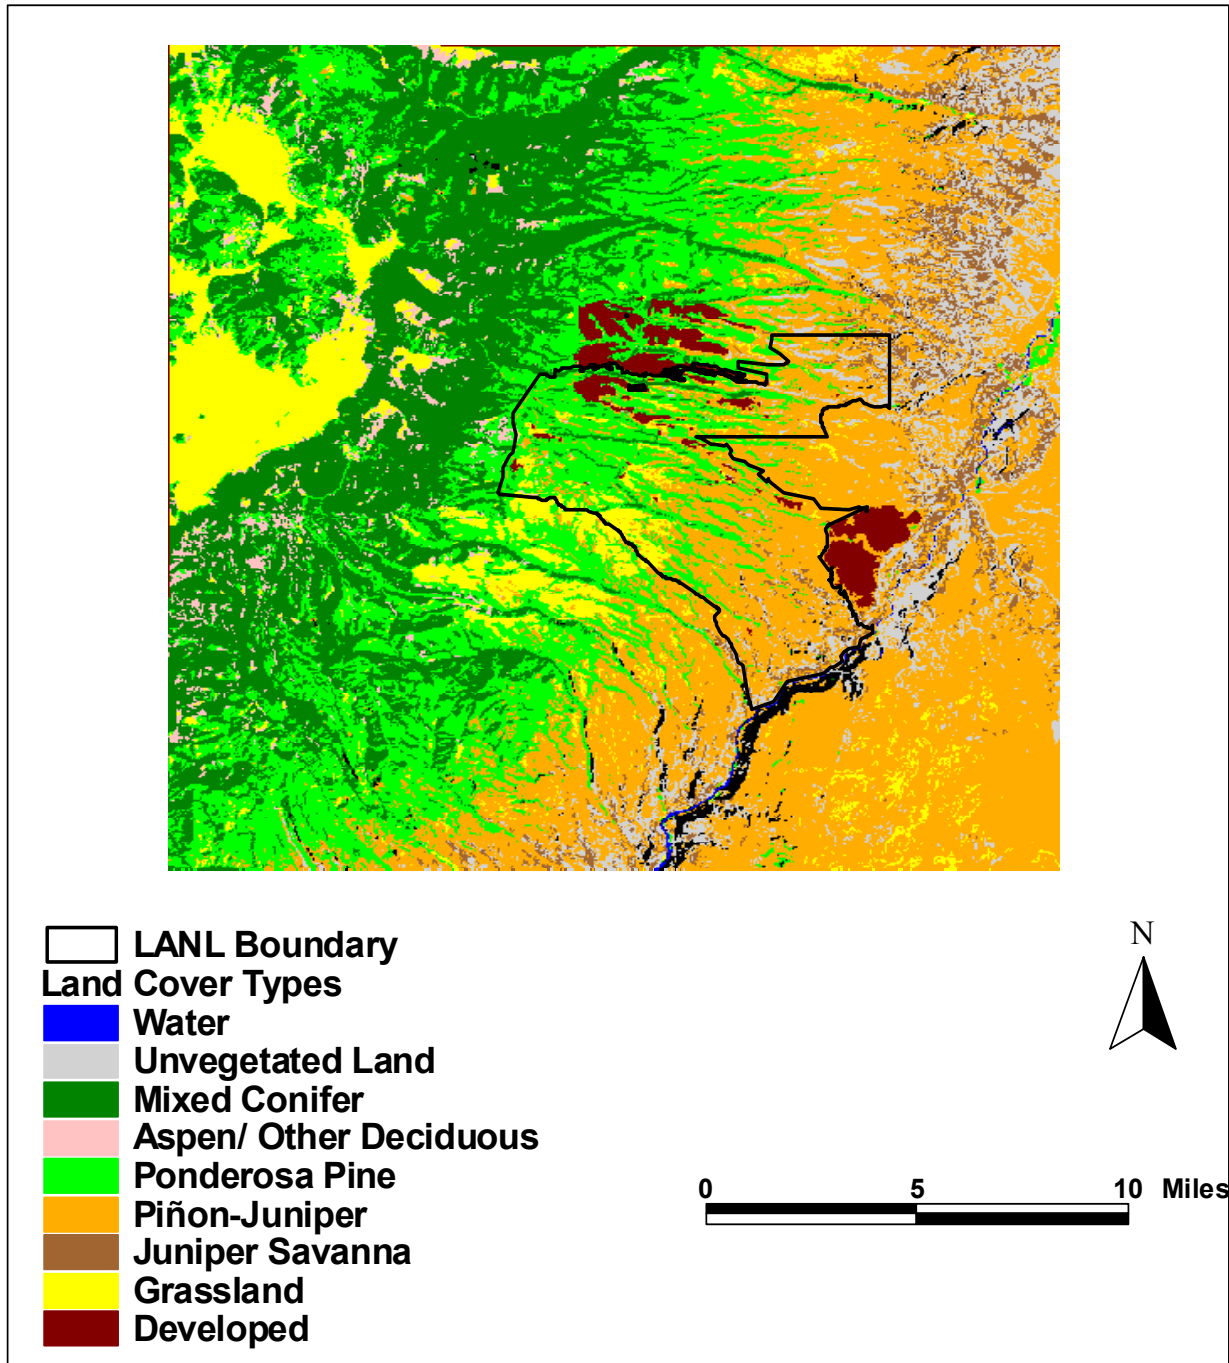 LANL Boundary
Land Cover Types
Water
Unvegetated Land
Mixed Conifer
Aspen/ Other Deciduous
Ponderosa Pine
Piñon-Juniper
Juniper Savanna
Grassland
Developed
N
0 5 10 Miles